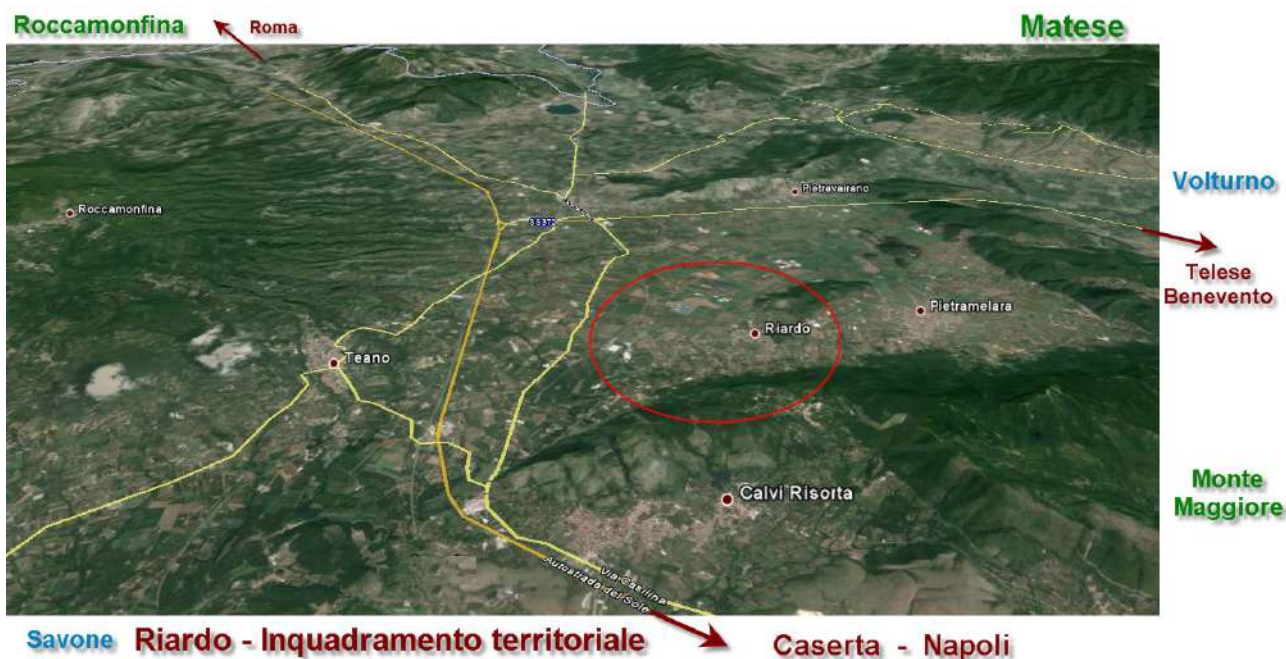 Roccamonfina
Roma
Matese
Volturno
Pietravairano
Roccamonfina
Telese
Benevento
Pietramelara
Riardo
Teano
Calvi Risorta
Monte
Maggiore
Via Casilina
Autostrada del Sole
Savone
Riardo - Inquadramento territoriale
Caserta - Napoli